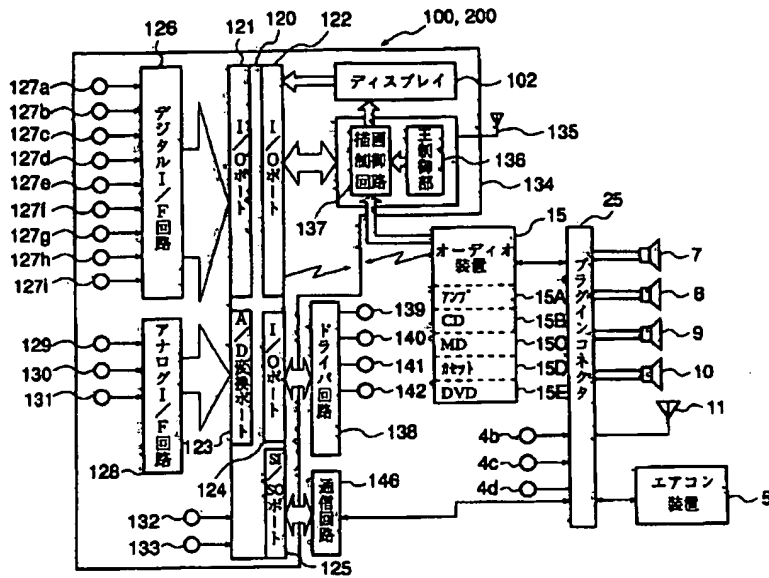 100, 200
126
121
120
122
127a
127b
127c
127d
127e
127f
127g
127h
127i
デジタルI/F回路
I/Oポート
I/Oポート
ディスプレイ
102
描画制御回路
主制御部
135
136
134
137
15
25
オーディオ装置
アンプ
15A
CD
15B
MD
15C
カセット
15D
DVD
15E
プラグインコネクタ
7
8
9
10
11
129
130
131
アナログI/F回路
128
A/D変換ポート
123
I/Oポート
124
ドライバ回路
138
139
140
141
142
SI/SOポート
125
通信回路
146
132
133
4b
4c
4d
エアコン装置
5